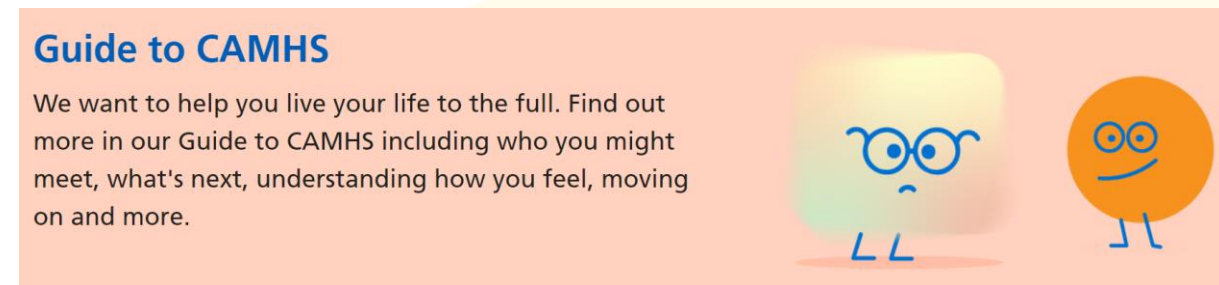 Guide to CAMHS
We want to help you live your life to the full. Find out
more in our Guide to CAMHS including who you might
meet, what's next, understanding how you feel, moving
on and more.